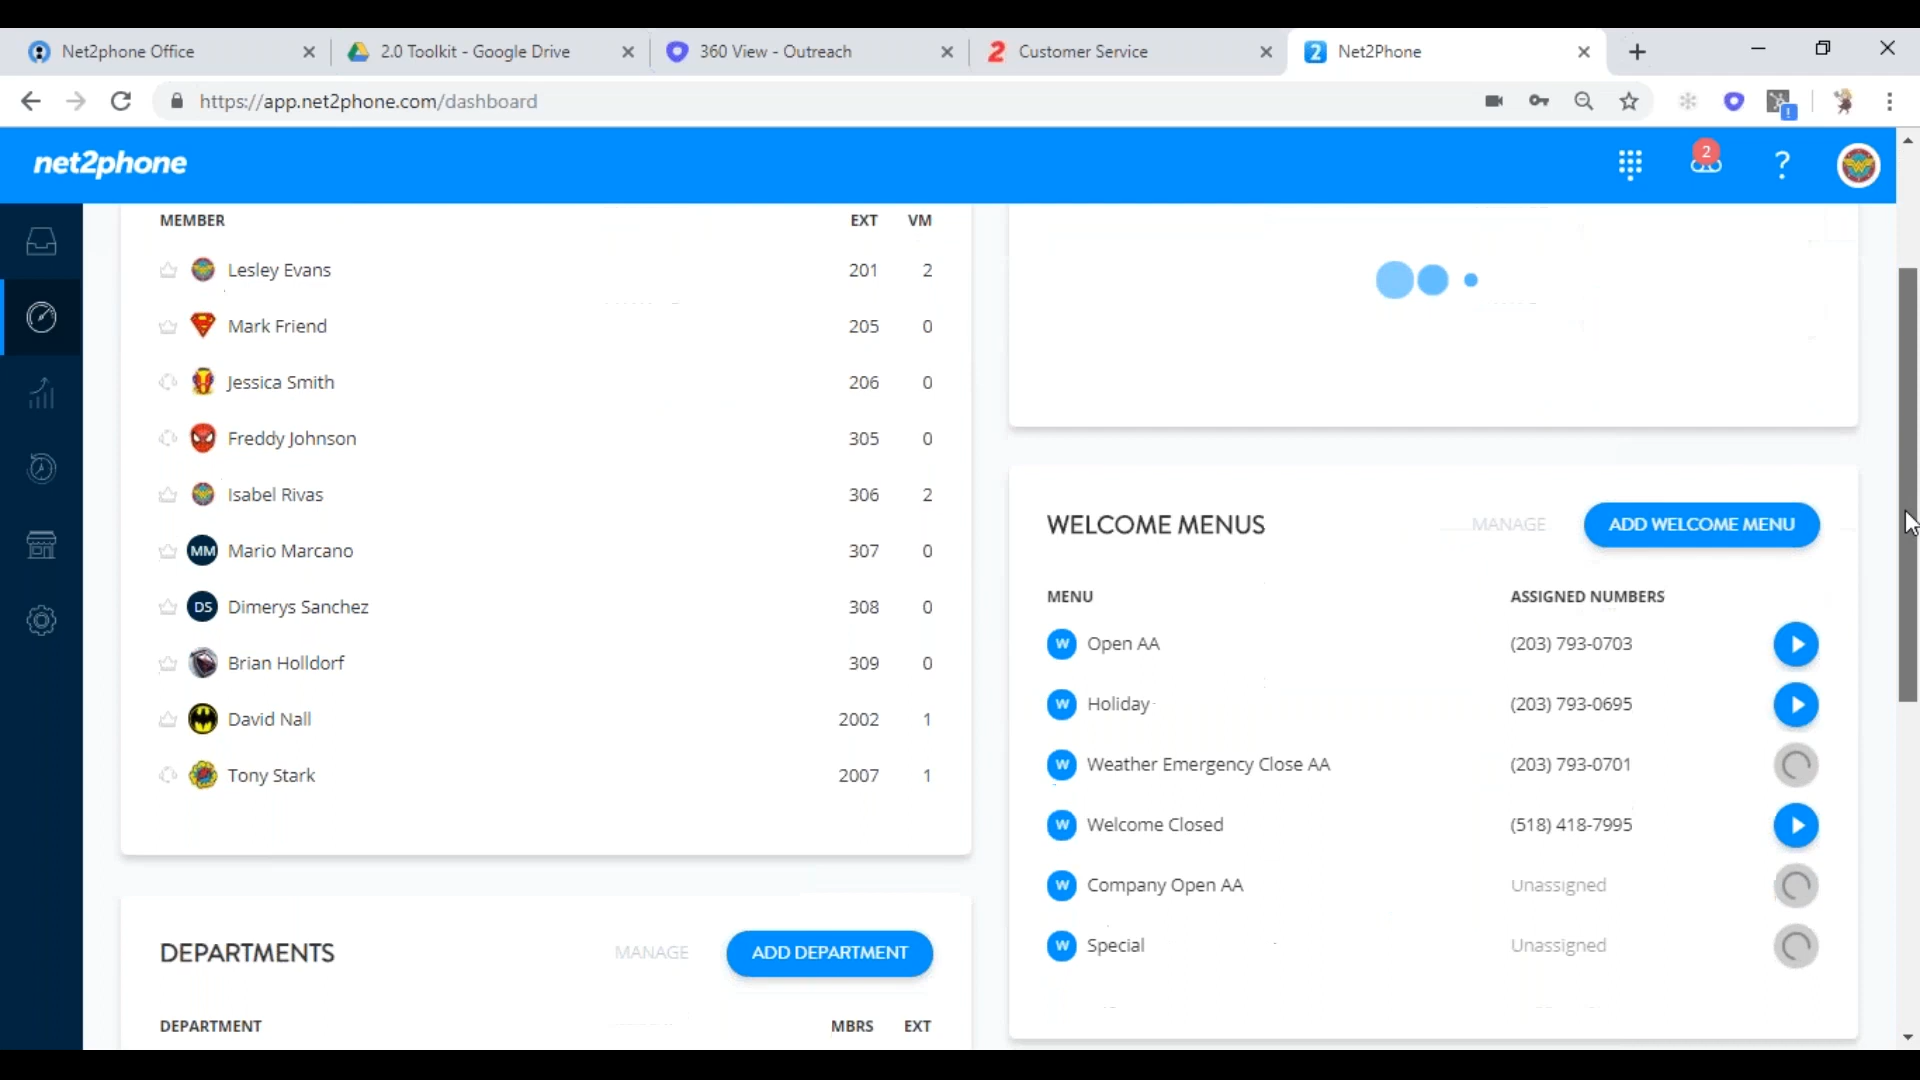 Net2phone Office
2.0 Toolkit - Google Drive
360 View - Outreach
2 Customer Service
2 Net2Phone
https://app.net2phone.com/dashboard
net2phone
2
?
MEMBER EXT VM
Lesley Evans 201 2
Mark Friend 205 0
Jessica Smith 206 0
Freddy Johnson 305 0
Isabel Rivas 306 2
MM Mario Marcano 307 0
DS Dimerys Sanchez 308 0
Brian Holldorf 309 0
David Nall 2002 1
Tony Stark 2007 1
DEPARTMENTS MANAGE ADD DEPARTMENT
DEPARTMENT MBRS EXT
WELCOME MENUS MANAGE ADD WELCOME MENU
MENU ASSIGNED NUMBERS
W Open AA (203) 793-0703
W Holiday (203) 793-0695
W Weather Emergency Close AA (203) 793-0701
W Welcome Closed (518) 418-7995
W Company Open AA Unassigned
W Special Unassigned